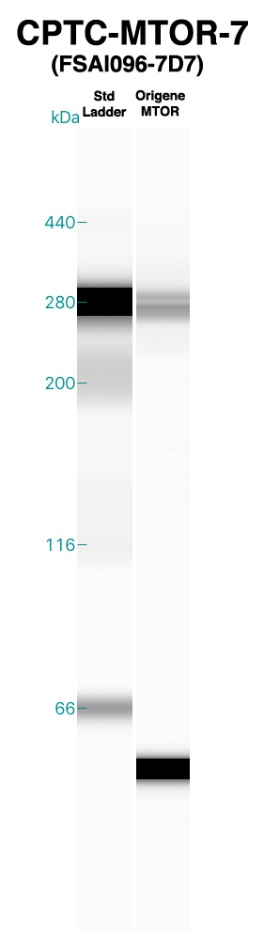 CPTC-MTOR-7
(FSAI096-7D7)
Std Ladder
Origene MTOR
kDa
440
280
200
116
66